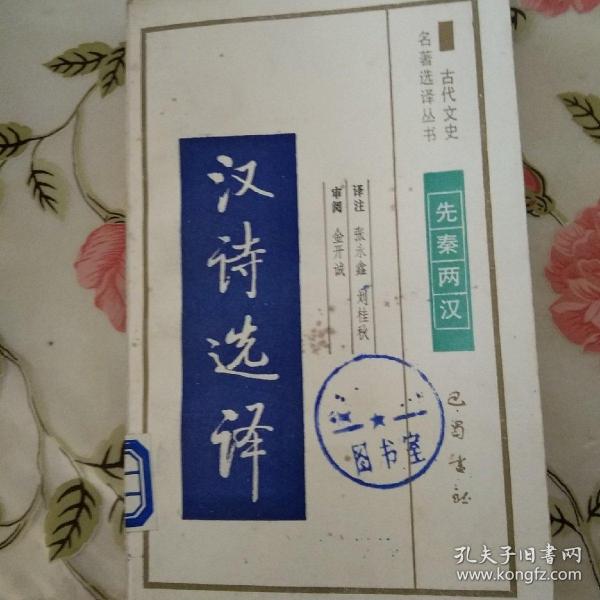 古代文史
名著选译丛书
先秦两汉
译注 张永鑫 刘桂秋
审阅 金开诚
汉诗选译
巴蜀书社
图书室
孔夫子旧书网
www.kongfz.com